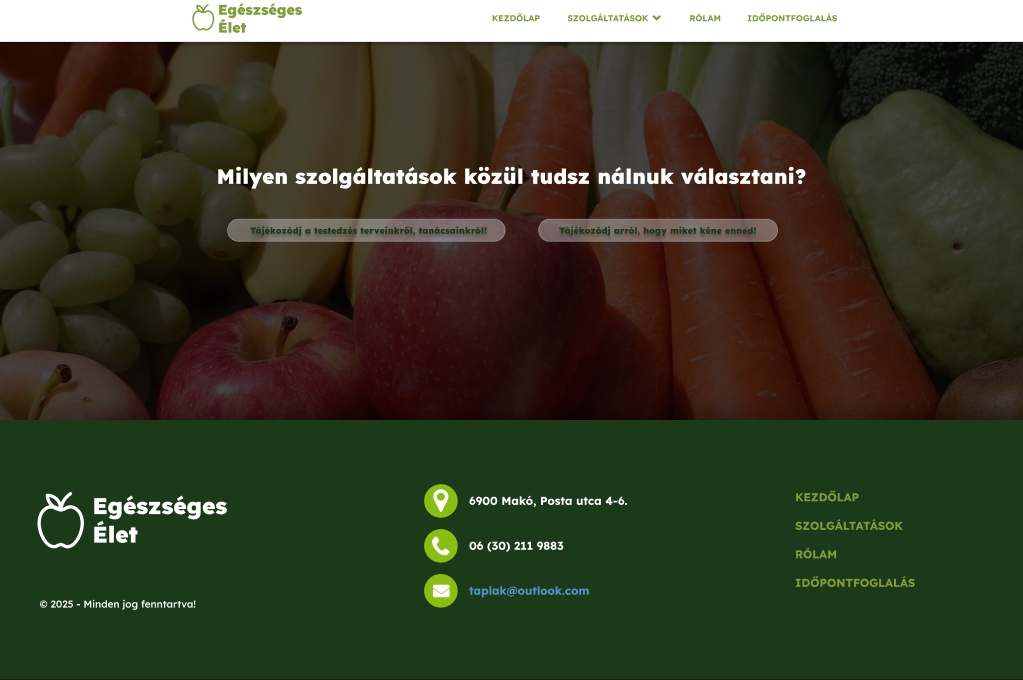 Egészséges
Élet
KEZDŐLAP
SZOLGÁLTATÁSOK
RÓLAM
IDŐPONTFOGLALÁS
Milyen szolgáltatások közül tudsz nálnuk választani?
Tájékozódj a testedzés terveinkről, tanácsainkról!
Tájékozódj arról, hogy miket kéne enned!
Egészséges
Élet
© 2025 - Minden jog fenntartva!
6900 Makó, Posta utca 4-6.
06 (30) 211 9883
taplak@outlook.com
KEZDŐLAP
SZOLGÁLTATÁSOK
RÓLAM
IDŐPONTFOGLALÁS